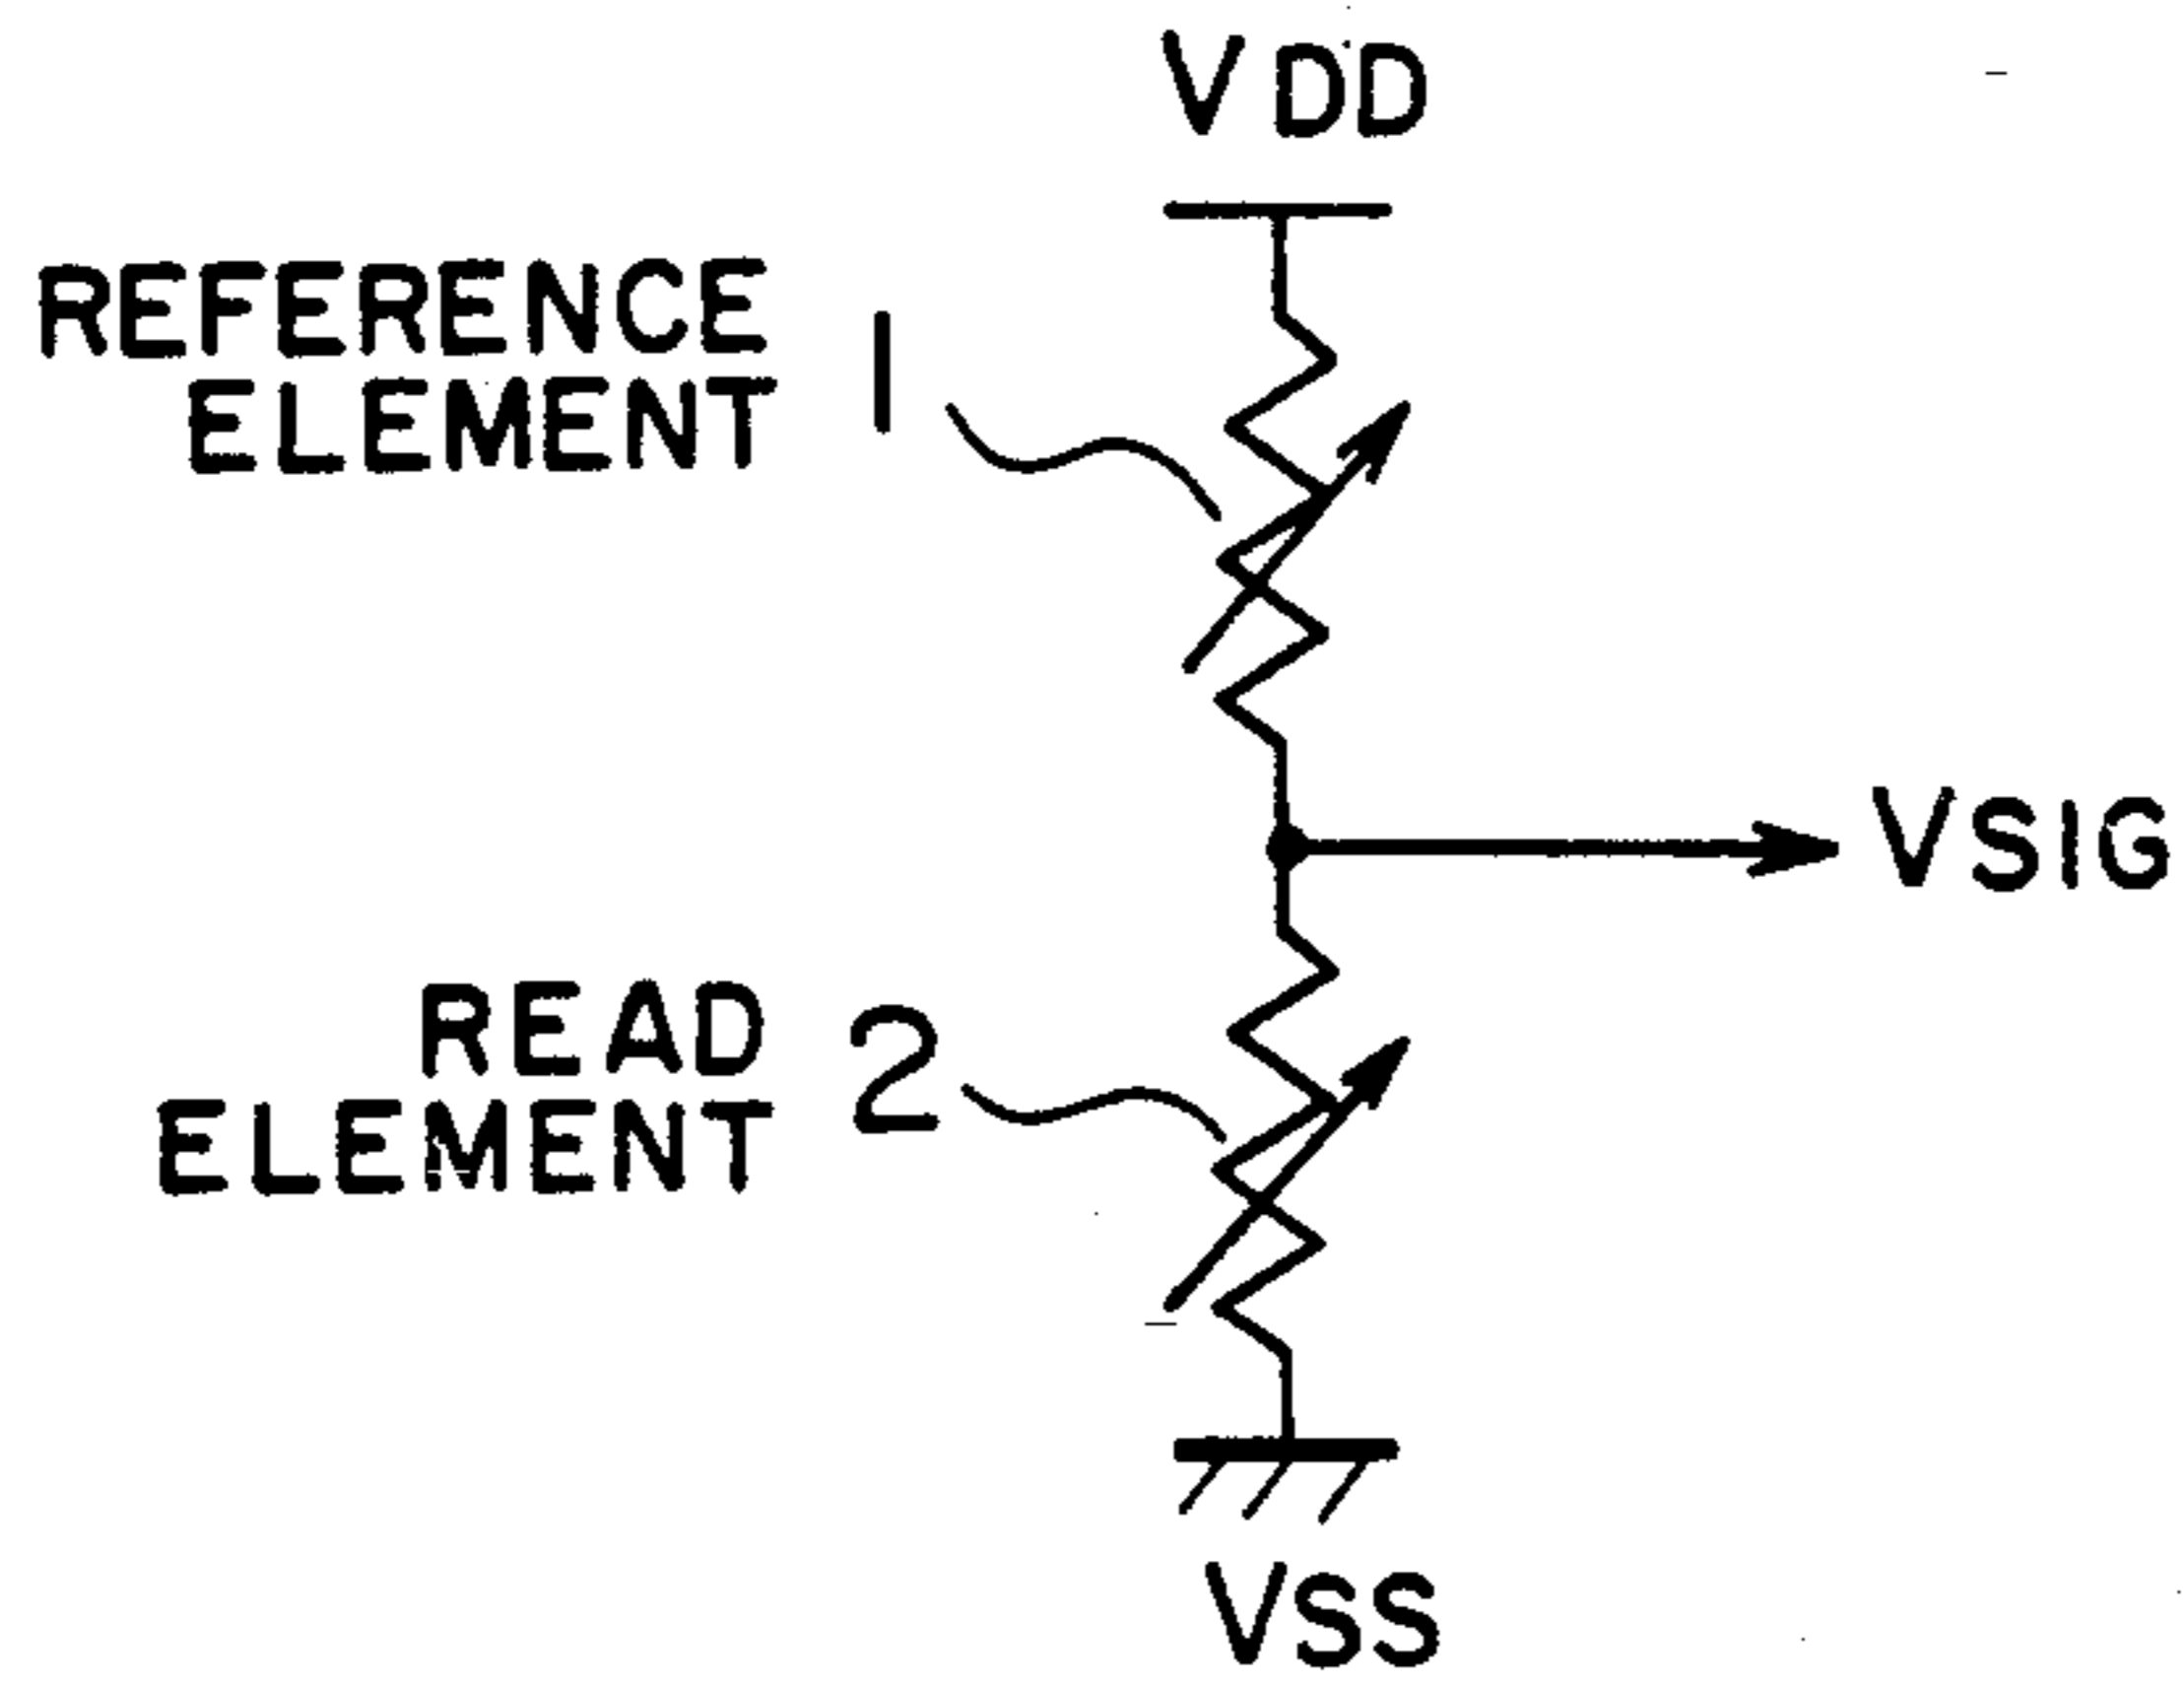 VDD
REFERENCE 1
ELEMENT
VSIG
READ 2
ELEMENT
VSS